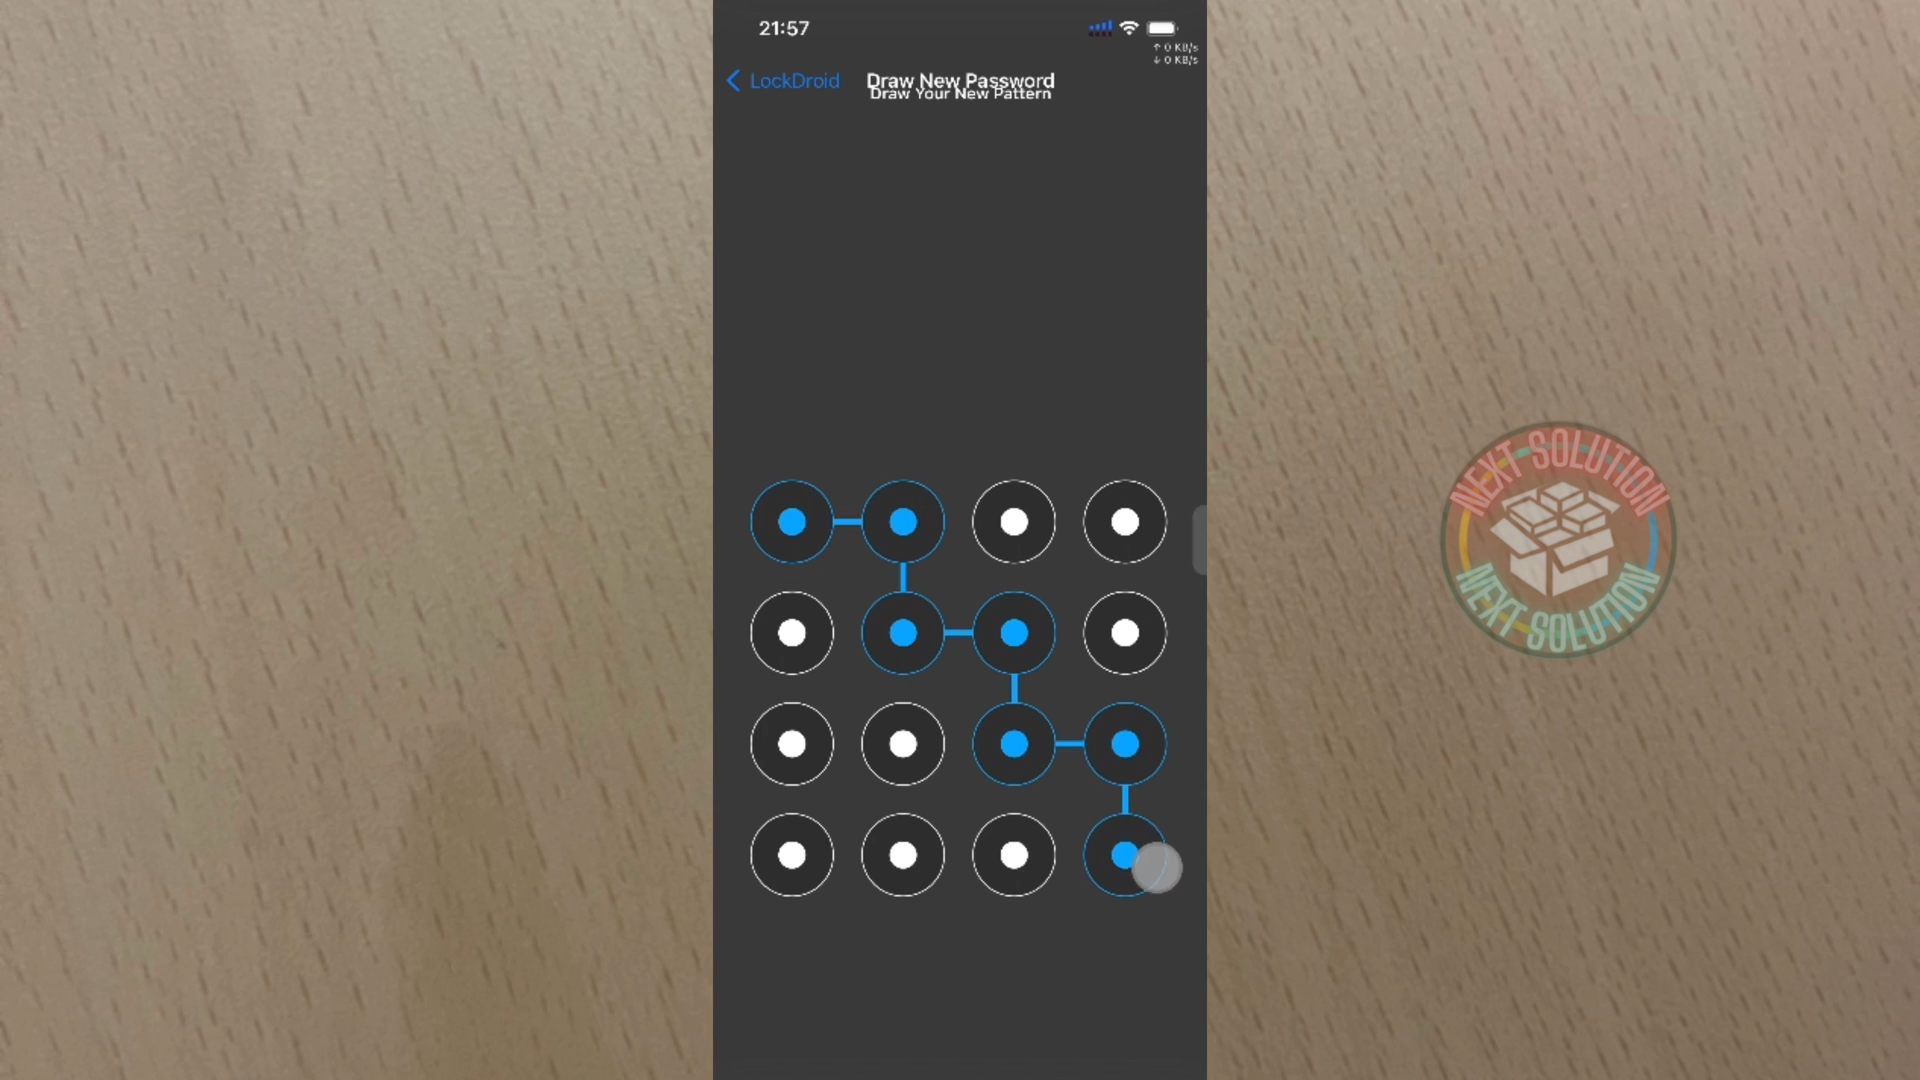 21:57
↑ 0 KB/s
↓ 0 KB/s
LockDroid
Draw New Password
Draw Your New Pattern
NEXT SOLUTION
NEXT SOLUTION